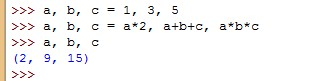 >>> a, b, c = 1, 3, 5
>>> a, b, c = a*2, a+b+c, a*b*c
>>> a, b, c
(2, 9, 15)
>>>